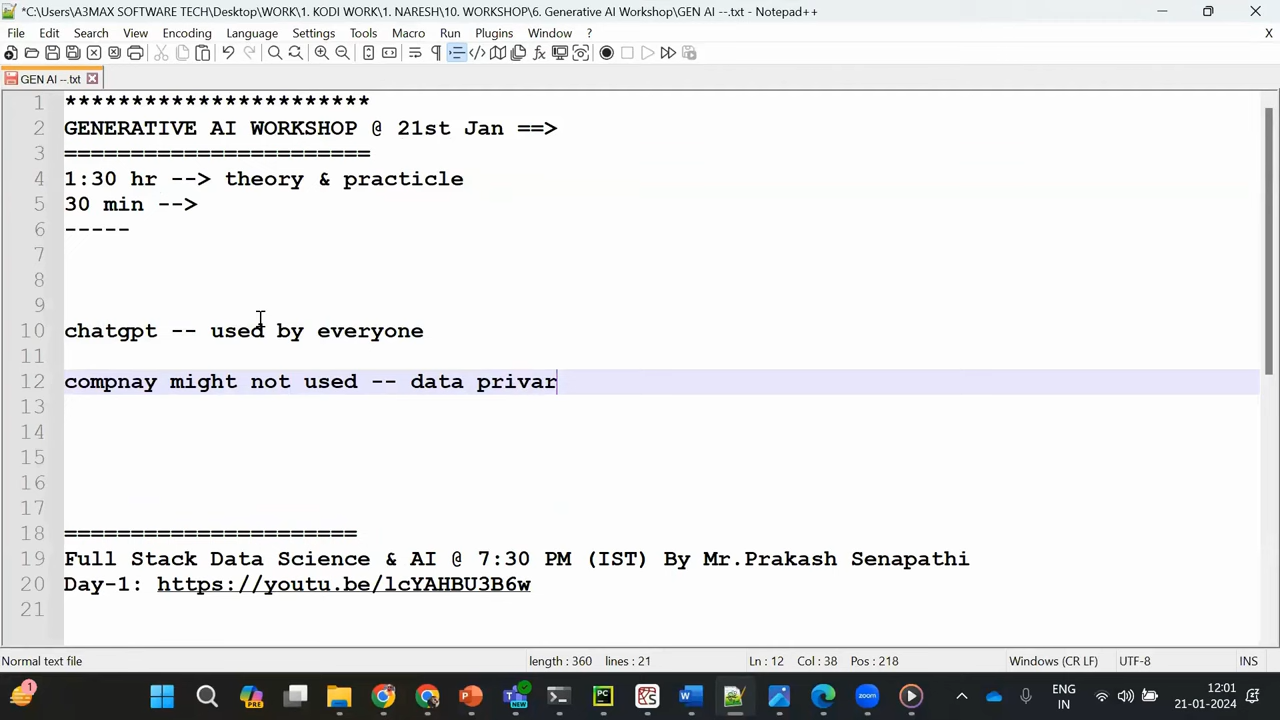 *C:\Users\A3MAX SOFTWARE TECH\Desktop\WORK\1. KODI WORK\1. NARESH\10. WORKSHOP\6. Generative AI Workshop\GEN AI --.txt - Notepad++
File Edit Search View Encoding Language Settings Tools Macro Run Plugins Window ? X
GEN AI --.txt
1 ***********************
2 GENERATIVE AI WORKSHOP @ 21st Jan ==>
3 =======================
4 1:30 hr --> theory & practicle
5 30 min -->
6 -----
7
8
9
10 chatgpt -- used by everyone
11
12 compnay might not used -- data privar
13
14
15
16
17
18 ======================
19 Full Stack Data Science & AI @ 7:30 PM (IST) By Mr.Prakash Senapathi
20 Day-1: https://youtu.be/lcYAHBU3B6w
21
Normal text file length : 360 lines : 21 Ln : 12 Col : 38 Pos : 218 Windows (CR LF) UTF-8 INS
1 PRE NEW PC W zoom ENG 12:01
IN 21-01-2024